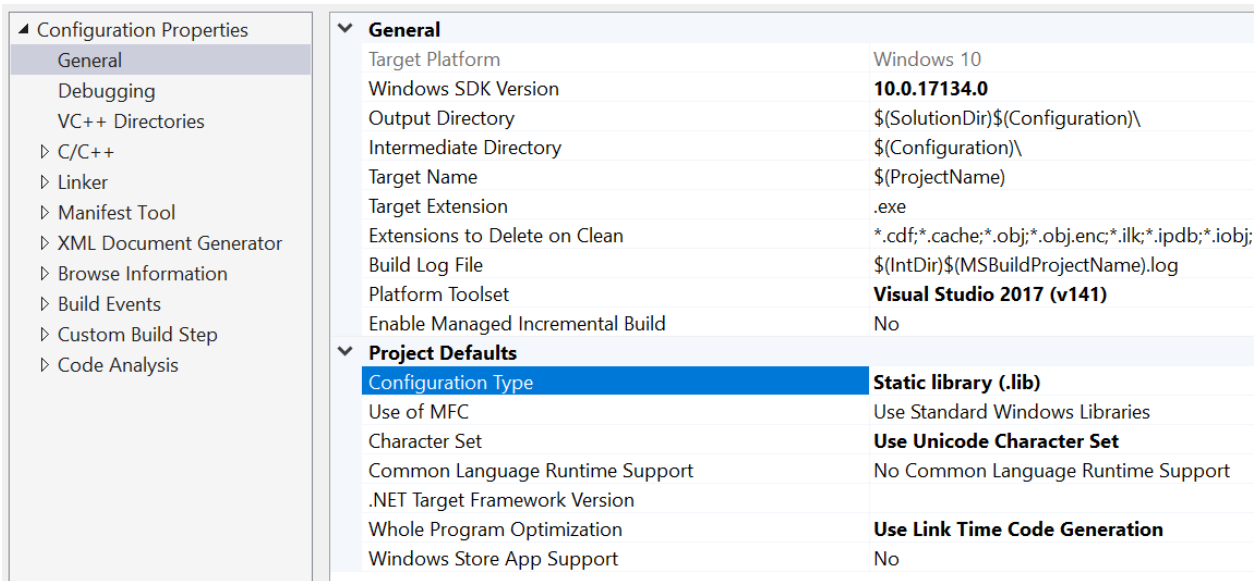 Configuration Properties
General
Debugging
VC++ Directories
C/C++
Linker
Manifest Tool
XML Document Generator
Browse Information
Build Events
Custom Build Step
Code Analysis
General
Target Platform Windows 10
Windows SDK Version 10.0.17134.0
Output Directory $(SolutionDir)$(Configuration)\
Intermediate Directory $(Configuration)\
Target Name $(ProjectName)
Target Extension .exe
Extensions to Delete on Clean *.cdf;*.cache;*.obj;*.obj.enc;*.ilk;*.ipdb;*.iobj;
Build Log File $(IntDir)$(MSBuildProjectName).log
Platform Toolset Visual Studio 2017 (v141)
Enable Managed Incremental Build No
Project Defaults
Configuration Type Static library (.lib)
Use of MFC Use Standard Windows Libraries
Character Set Use Unicode Character Set
Common Language Runtime Support No Common Language Runtime Support
.NET Target Framework Version
Whole Program Optimization Use Link Time Code Generation
Windows Store App Support No